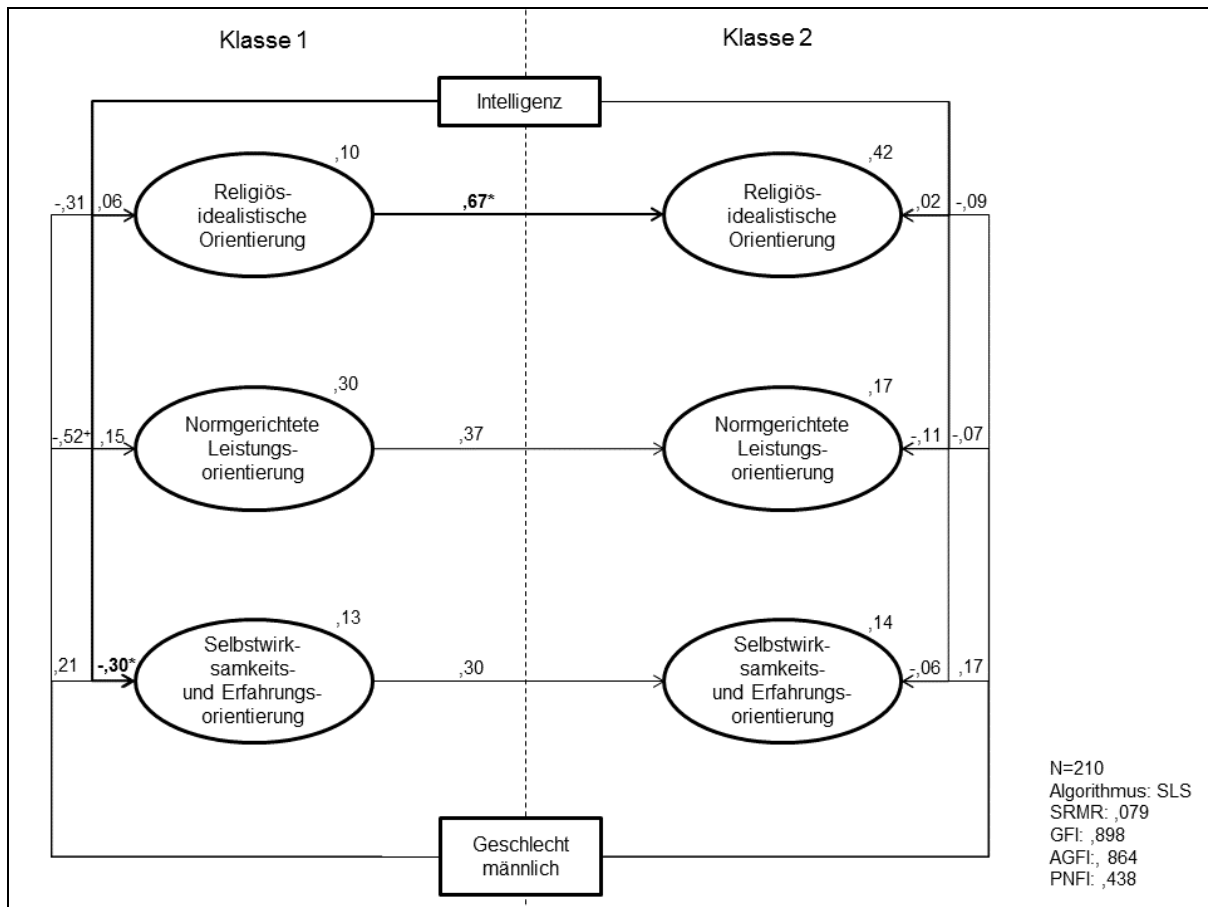 Klasse 1
Klasse 2
Intelligenz
,10
,42
Religiös-
idealistische
Orientierung
-,31 ,06
,67*
Religiös-
idealistische
Orientierung
,02 -,09
,30
,17
Normgerichtete
Leistungs-
orientierung
-,52⁺ ,15
,37
Normgerichtete
Leistungs-
orientierung
-,11 -,07
,13
,14
Selbstwirk-
samkeits-
und Erfahrungs-
orientierung
,21 -,30*
,30
Selbstwirk-
samkeits-
und Erfahrungs-
orientierung
-,06 ,17
Geschlecht
männlich
N=210
Algorithmus: SLS
SRMR: ,079
GFI: ,898
AGFI:, 864
PNFI: ,438